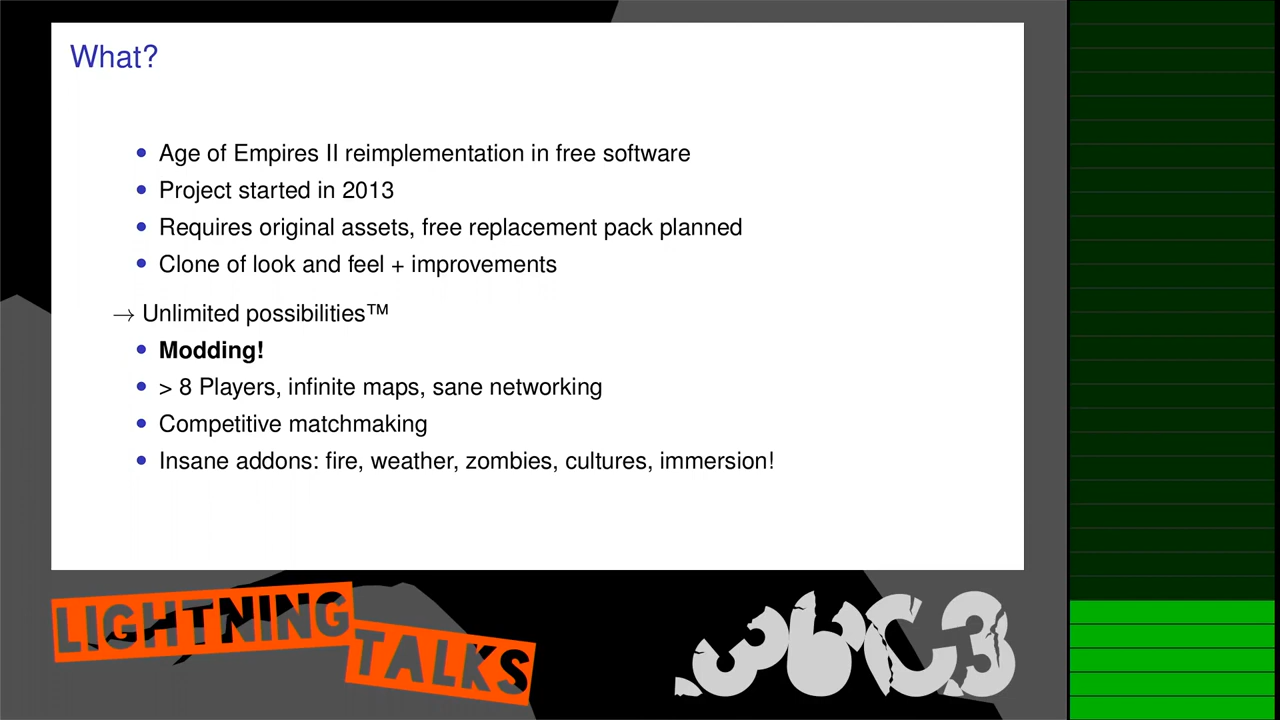 What?
• Age of Empires II reimplementation in free software
• Project started in 2013
• Requires original assets, free replacement pack planned
• Clone of look and feel + improvements
→ Unlimited possibilities™
• Modding!
• > 8 Players, infinite maps, sane networking
• Competitive matchmaking
• Insane addons: fire, weather, zombies, cultures, immersion!
LIGHTNING
TALKS
.36C3